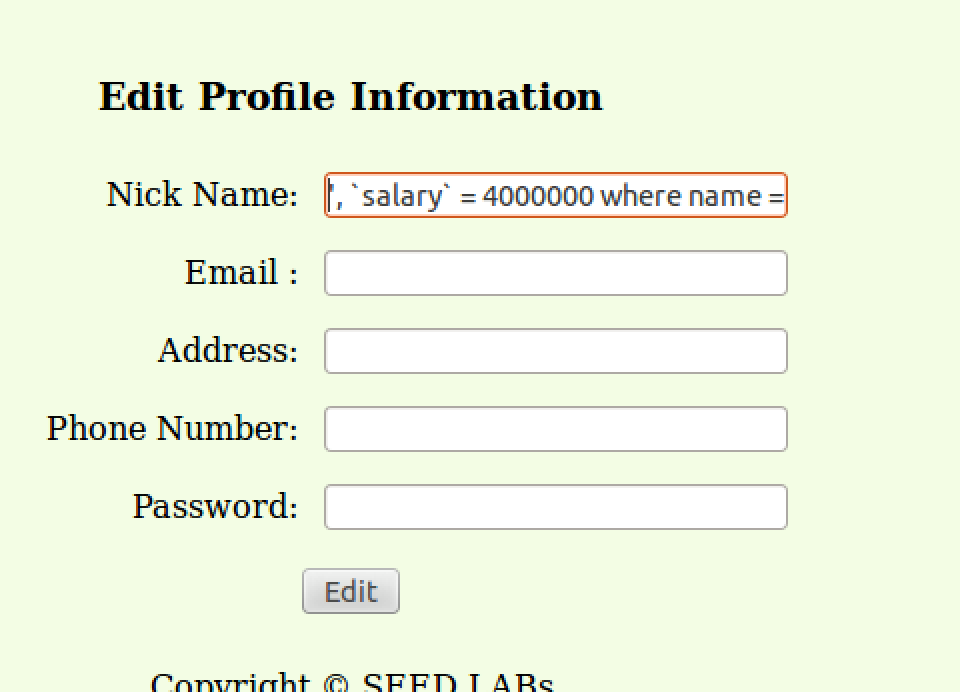 Edit Profile Information
Nick Name: ', `salary` = 4000000 where name =
Email :
Address:
Phone Number:
Password:
Edit
Copyright © SEED LABs